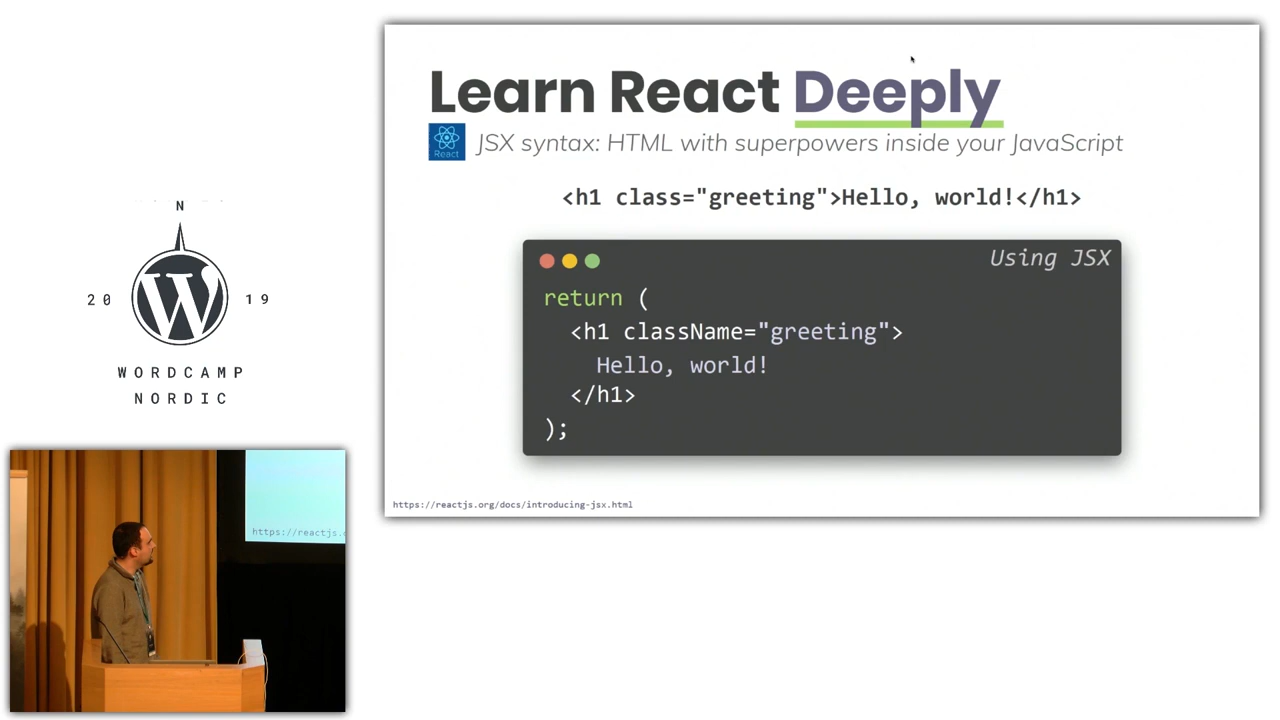 N
20 19
WORDCAMP
NORDIC
Learn React Deeply
React
JSX syntax: HTML with superpowers inside your JavaScript
<h1 class="greeting">Hello, world!</h1>
Using JSX
return (
<h1 className="greeting">
Hello, world!
</h1>
);
https://reactjs.org/docs/introducing-jsx.html
https://reactjs.